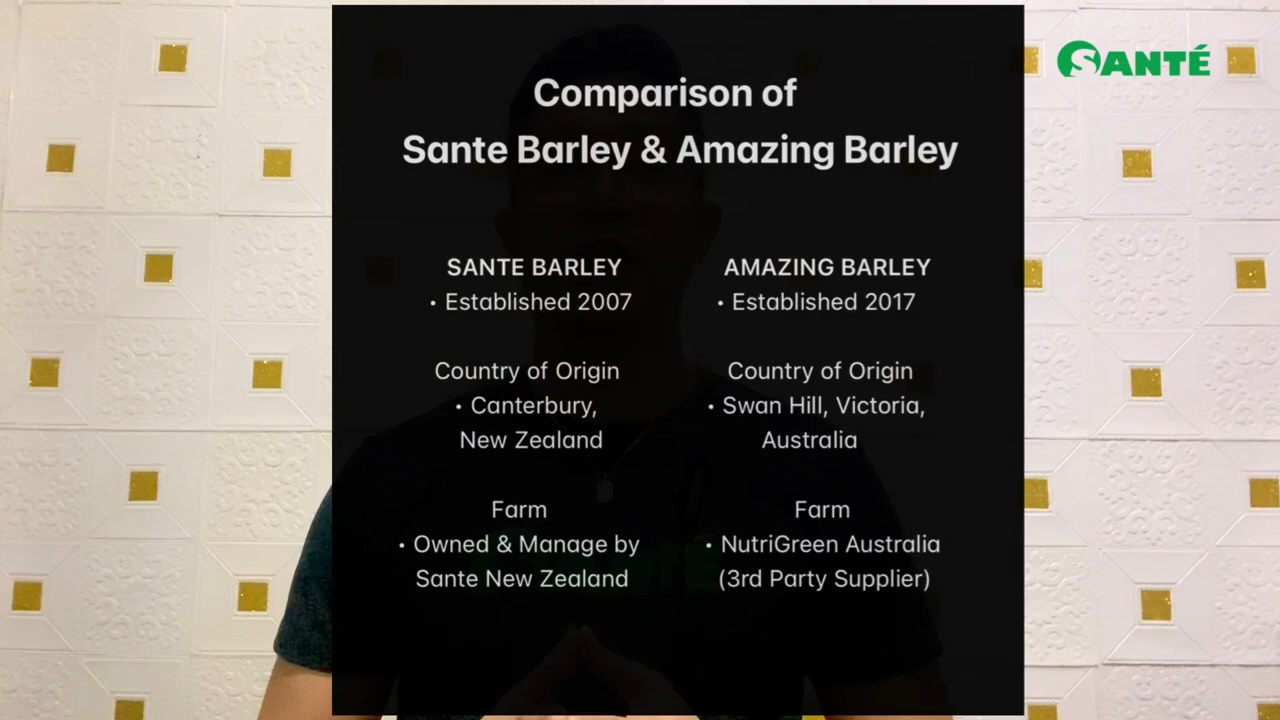 SANTÉ
Comparison of
Sante Barley & Amazing Barley
SANTE BARLEY
• Established 2007
Country of Origin
• Canterbury,
New Zealand
Farm
• Owned & Manage by
Sante New Zealand
AMAZING BARLEY
• Established 2017
Country of Origin
• Swan Hill, Victoria,
Australia
Farm
• NutriGreen Australia
(3rd Party Supplier)